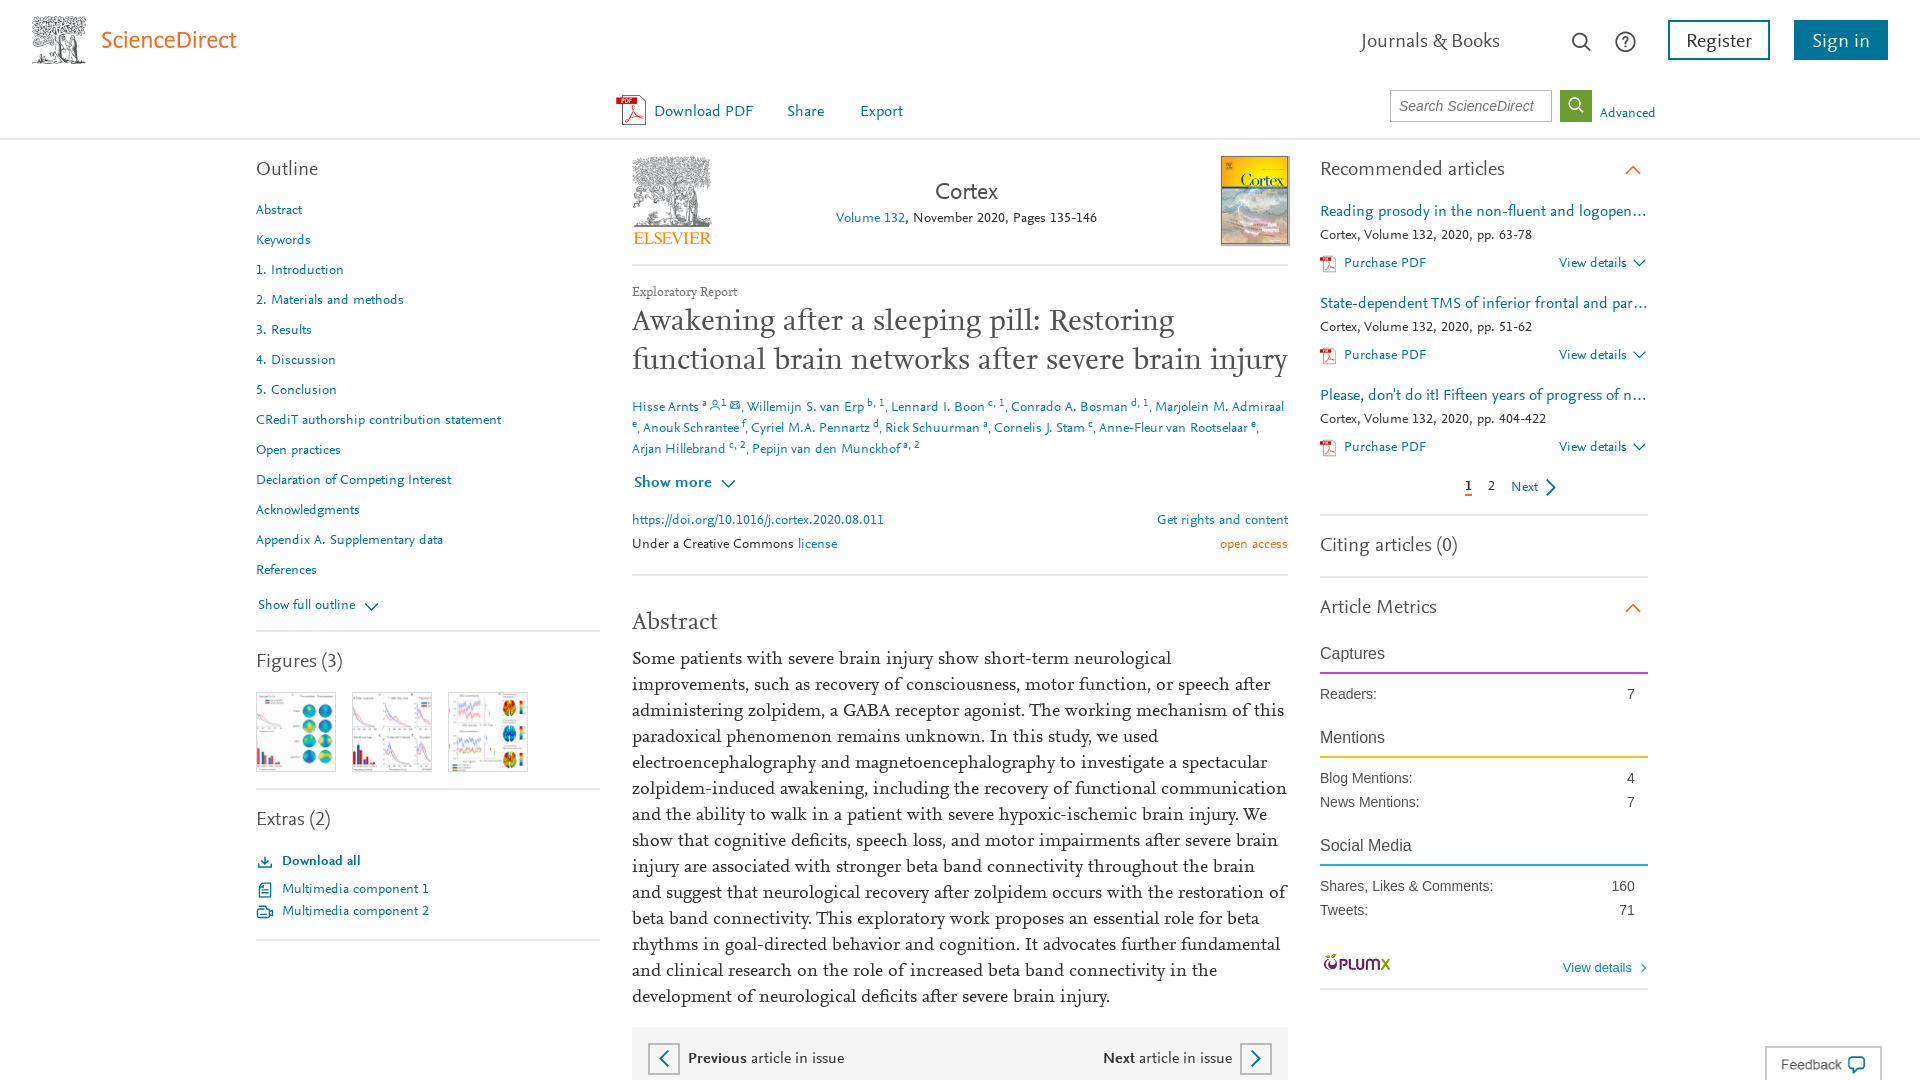 ScienceDirect
Journals & Books
Register
Sign in
Download PDF
Share
Export
Search ScienceDirect
Advanced
Outline
Abstract
Keywords
1. Introduction
2. Materials and methods
3. Results
4. Discussion
5. Conclusion
CRediT authorship contribution statement
Open practices
Declaration of Competing Interest
Acknowledgments
Appendix A. Supplementary data
References
Show full outline
Figures (3)
Extras (2)
Download all
Multimedia component 1
Multimedia component 2
ELSEVIER
Cortex
Volume 132, November 2020, Pages 135-146
Cortex
Exploratory Report
Awakening after a sleeping pill: Restoring
functional brain networks after severe brain injury
Hisse Arnts a 1, Willemijn S. van Erp b, 1, Lennard I. Boon c, 1, Conrado A. Bosman d, 1, Marjolein M. Admiraal
e, Anouk Schrantee f, Cyriel M.A. Pennartz d, Rick Schuurman a, Cornelis J. Stam c, Anne-Fleur van Rootselaar e,
Arjan Hillebrand c, 2, Pepijn van den Munckhof a, 2
Show more
https://doi.org/10.1016/j.cortex.2020.08.011
Get rights and content
Under a Creative Commons license
open access
Abstract
Some patients with severe brain injury show short-term neurological
improvements, such as recovery of consciousness, motor function, or speech after
administering zolpidem, a GABA receptor agonist. The working mechanism of this
paradoxical phenomenon remains unknown. In this study, we used
electroencephalography and magnetoencephalography to investigate a spectacular
zolpidem-induced awakening, including the recovery of functional communication
and the ability to walk in a patient with severe hypoxic-ischemic brain injury. We
show that cognitive deficits, speech loss, and motor impairments after severe brain
injury are associated with stronger beta band connectivity throughout the brain
and suggest that neurological recovery after zolpidem occurs with the restoration of
beta band connectivity. This exploratory work proposes an essential role for beta
rhythms in goal-directed behavior and cognition. It advocates further fundamental
and clinical research on the role of increased beta band connectivity in the
development of neurological deficits after severe brain injury.
Previous article in issue
Next article in issue
Recommended articles
Reading prosody in the non-fluent and logopen...
Cortex, Volume 132, 2020, pp. 63-78
Purchase PDF
View details
State-dependent TMS of inferior frontal and par...
Cortex, Volume 132, 2020, pp. 51-62
Purchase PDF
View details
Please, don't do it! Fifteen years of progress of n...
Cortex, Volume 132, 2020, pp. 404-422
Purchase PDF
View details
1 2 Next
Citing articles (0)
Article Metrics
Captures
Readers: 7
Mentions
Blog Mentions: 4
News Mentions: 7
Social Media
Shares, Likes & Comments: 160
Tweets: 71
PLUMX
View details
Feedback